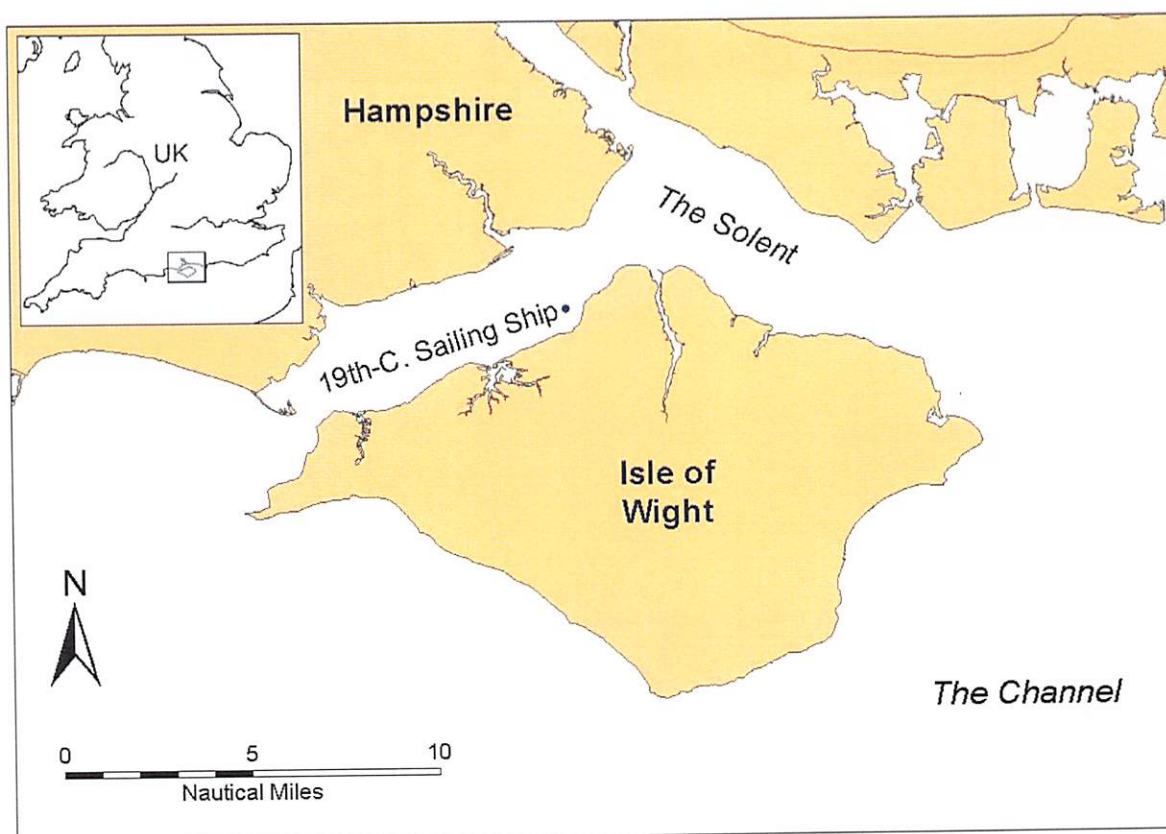 UK
Hampshire
The Solent
19th-C. Sailing Ship
Isle of
Wight
N
The Channel
0 5 10
Nautical Miles